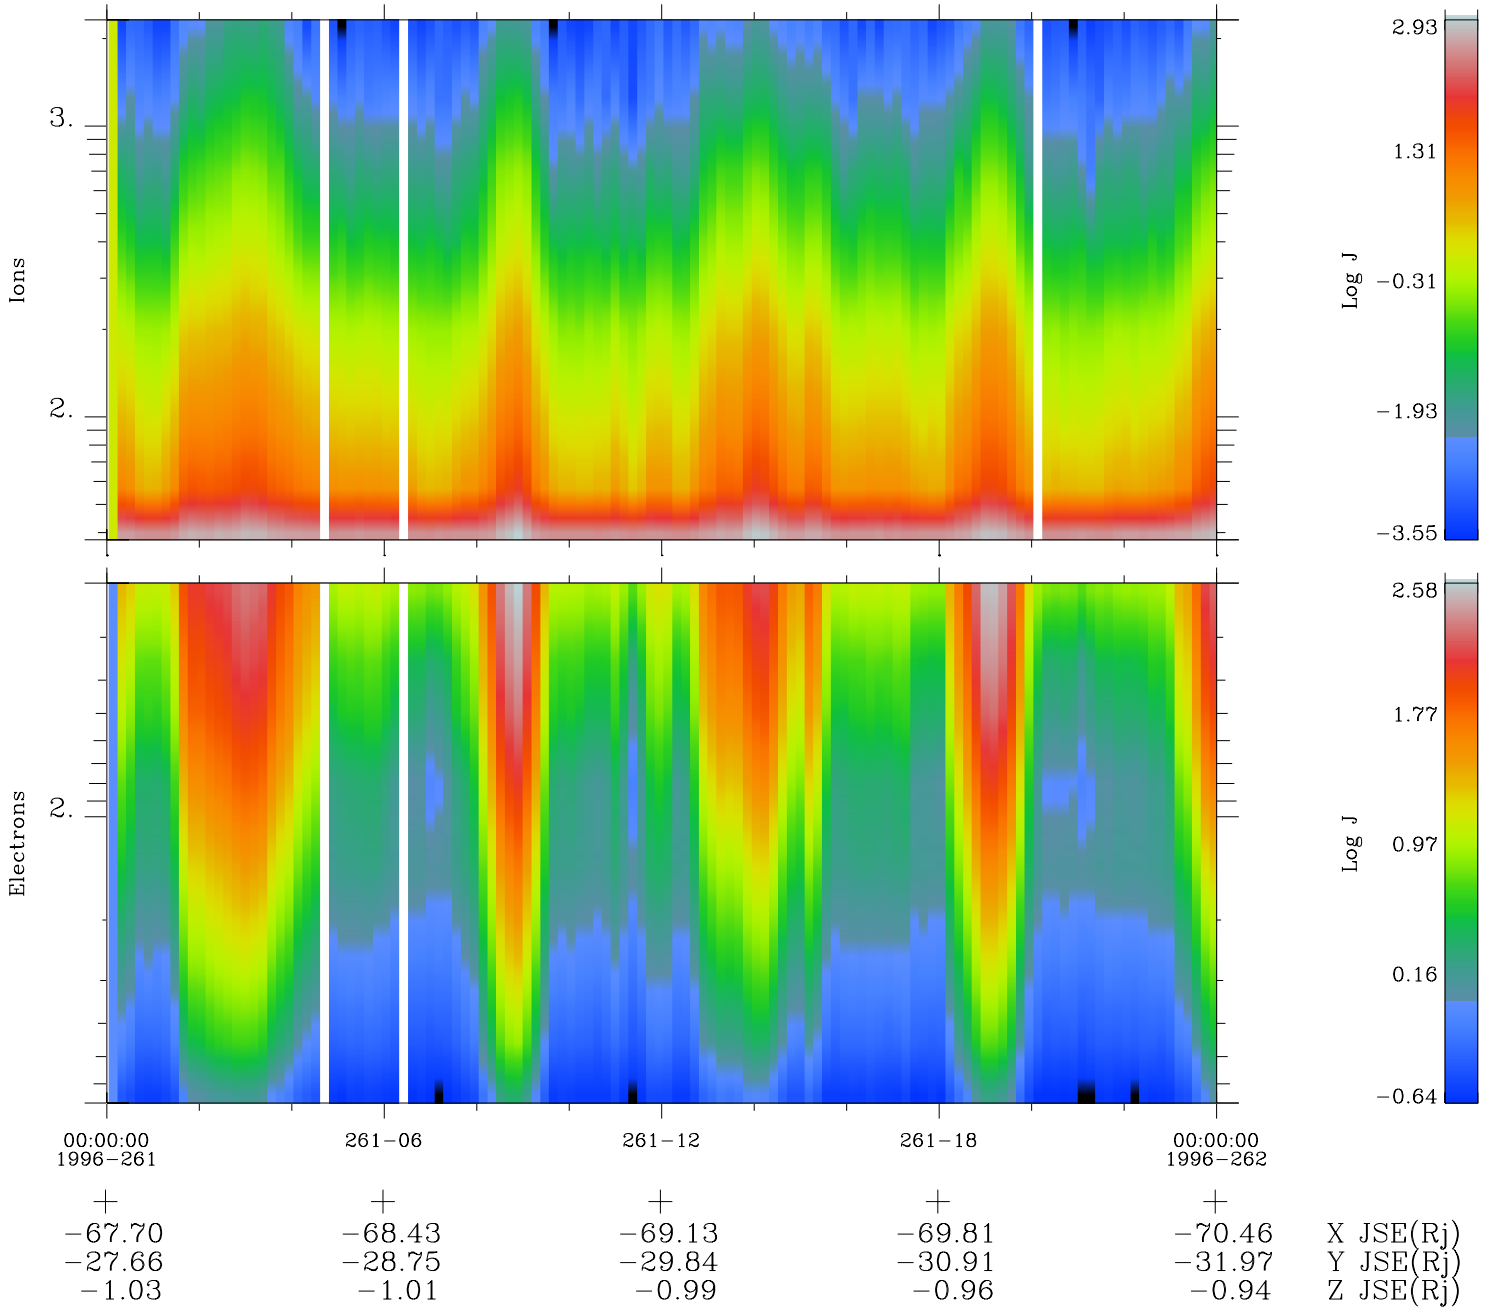 2.93
3.
1.31
Ions
Log J
−0.31
2.
−1.93
−3.55
2.58
1.77
2.
Electrons
Log J
0.97
0.16
−0.64
00:00:00 261−06 261−12 261−18 00:00:00
1996−261 1996−262
−67.70 −68.43 −69.13 −69.81 −70.46 X JSE(Rj)
−27.66 −28.75 −29.84 −30.91 −31.97 Y JSE(Rj)
−1.03 −1.01 −0.99 −0.96 −0.94 Z JSE(Rj)